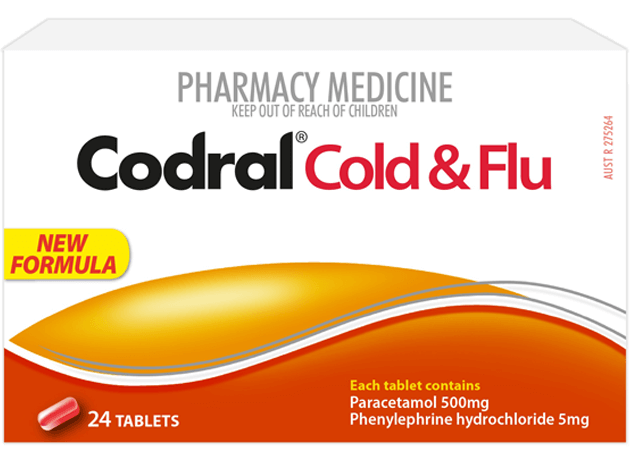 PHARMACY MEDICINE
KEEP OUT OF REACH OF CHILDREN
Codral® Cold & Flu
AUST R 275264
NEW
FORMULA
Each tablet contains
Paracetamol 500mg
Phenylephrine hydrochloride 5mg
24 TABLETS